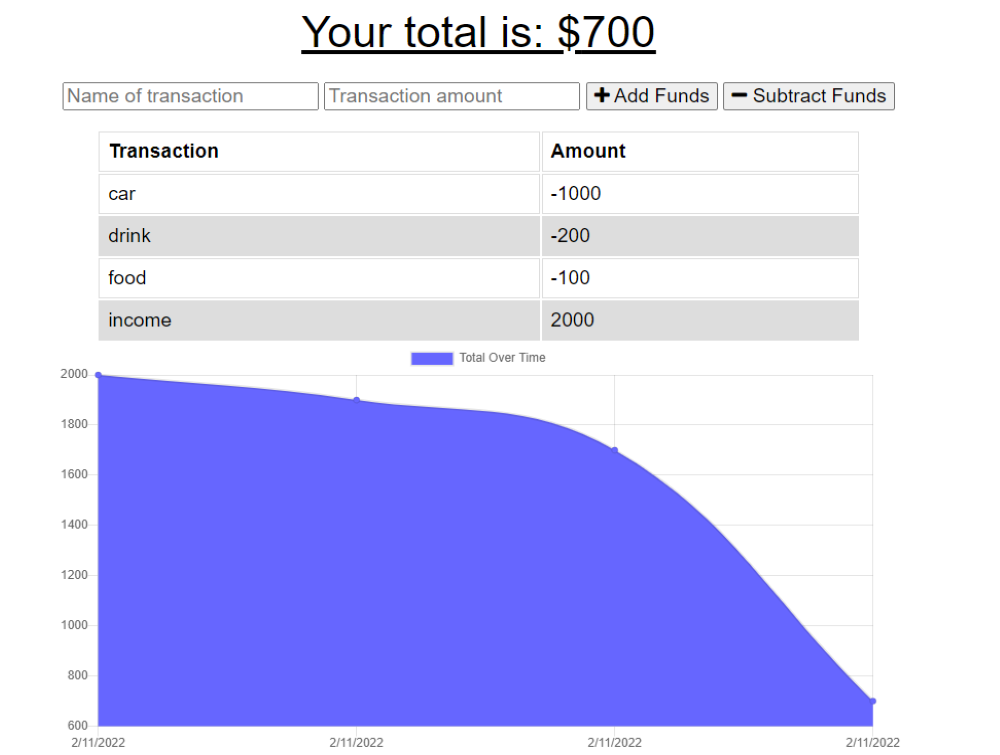 Your total is: $700
Name of transaction Transaction amount + Add Funds − Subtract Funds
Transaction Amount
car -1000
drink -200
food -100
income 2000
Total Over Time
2000
1800
1600
1400
1200
1000
800
600
2/11/2022 2/11/2022 2/11/2022 2/11/2022